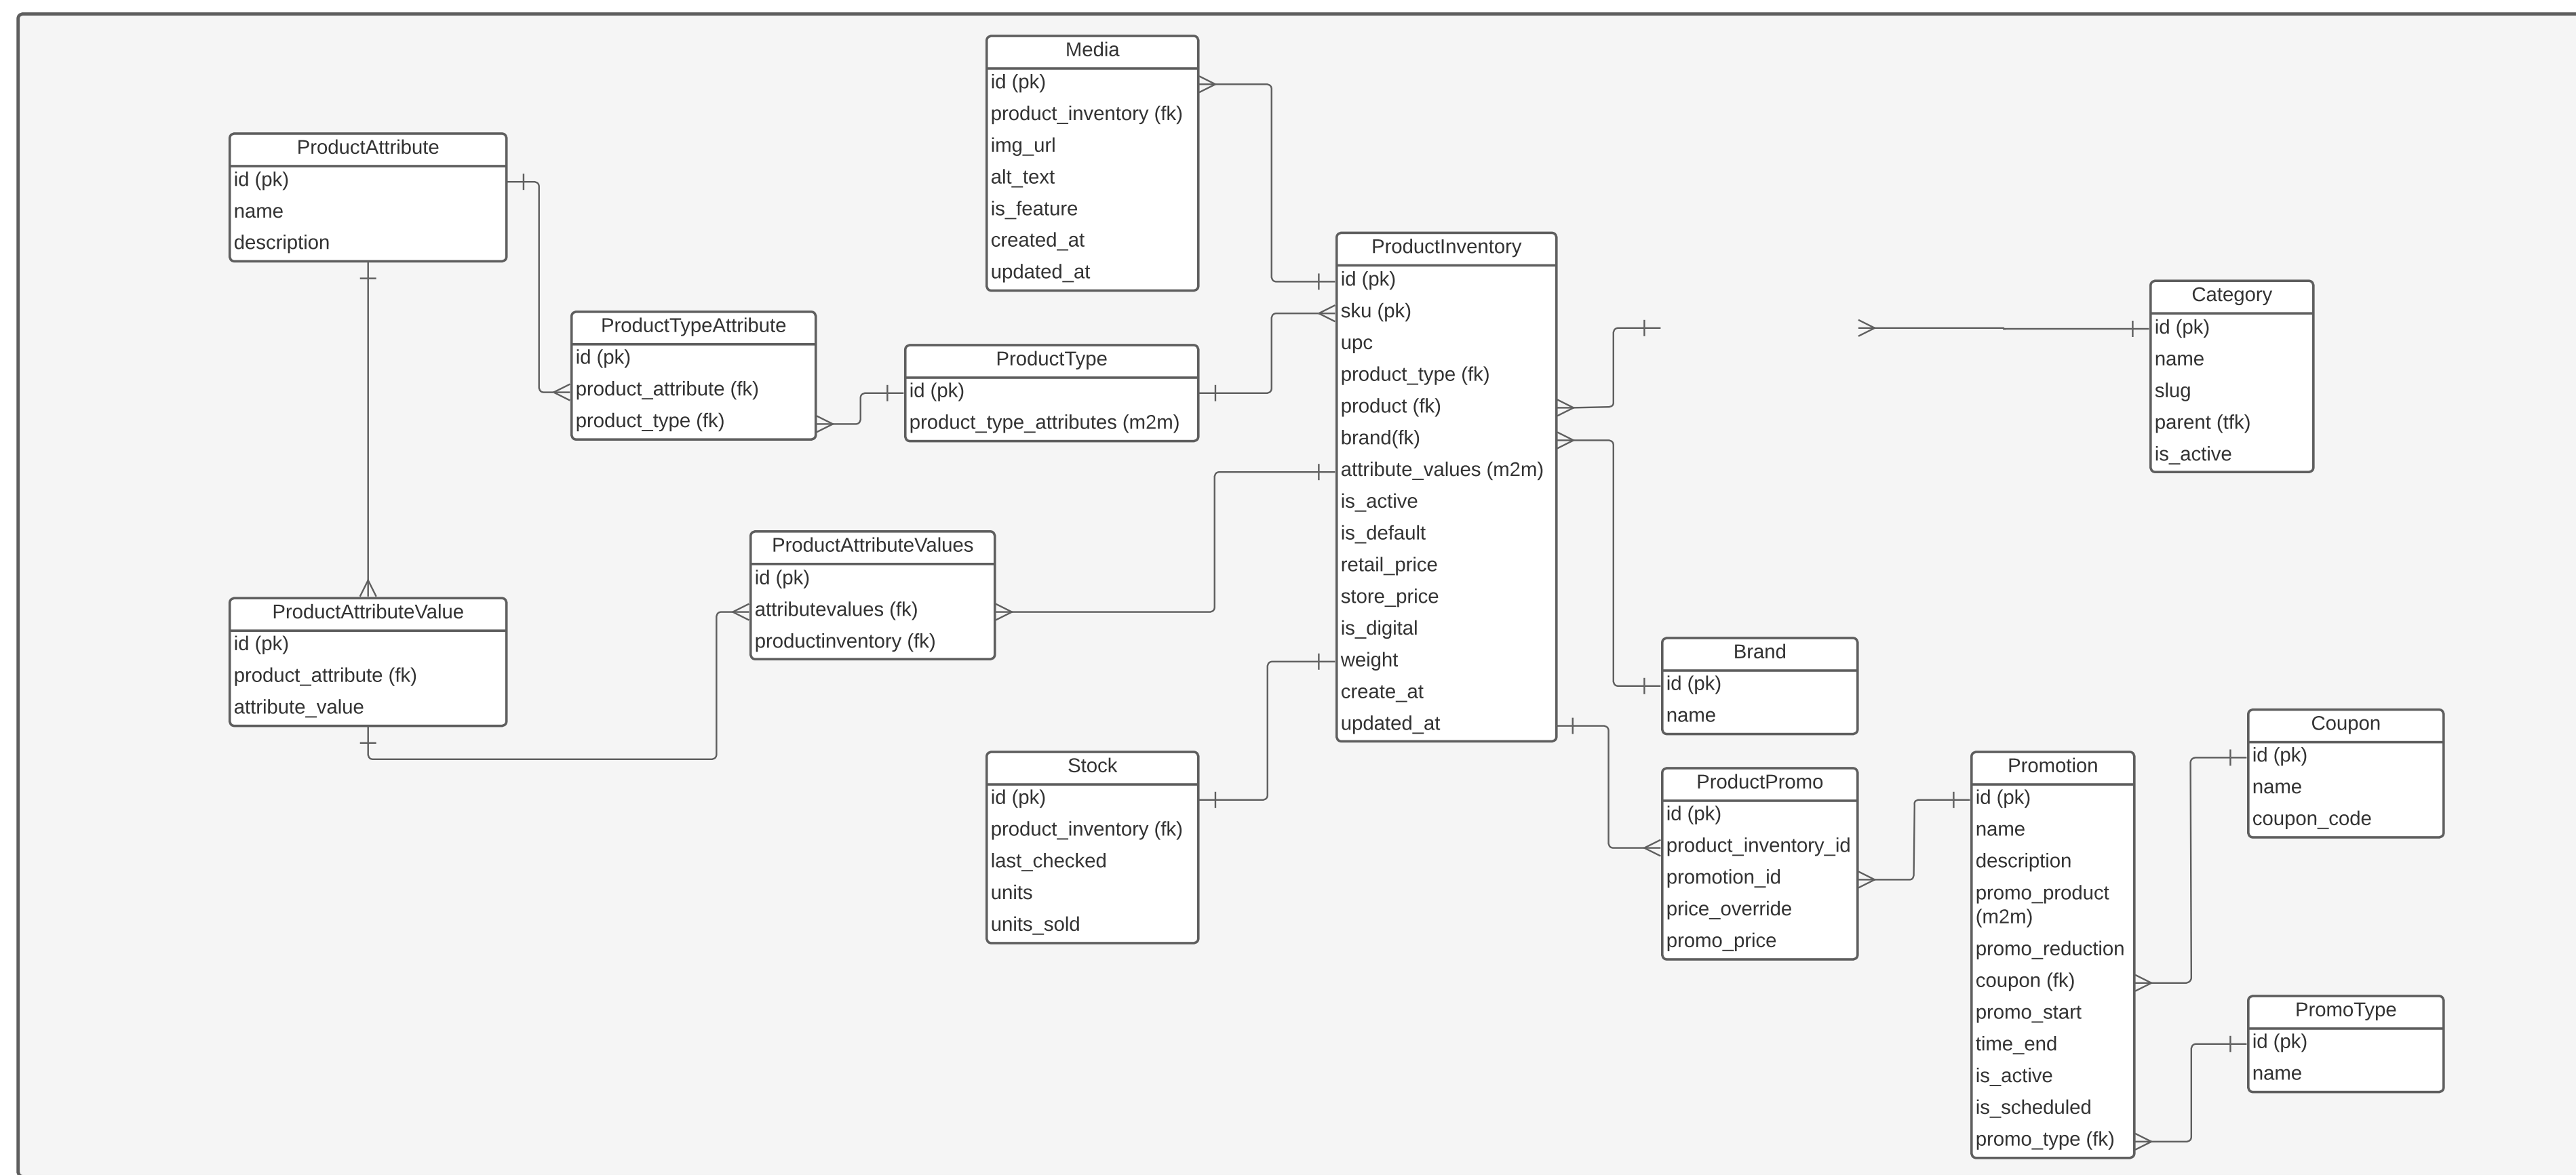 Media
id (pk)
product_inventory (fk)
img_url
alt_text
is_feature
created_at
updated_at
ProductAttribute
id (pk)
name
description
ProductTypeAttribute
id (pk)
product_attribute (fk)
product_type (fk)
ProductType
id (pk)
product_type_attributes (m2m)
ProductInventory
id (pk)
sku (pk)
upc
product_type (fk)
product (fk)
brand(fk)
attribute_values (m2m)
is_active
is_default
retail_price
store_price
is_digital
weight
create_at
updated_at
Category
id (pk)
name
slug
parent (tfk)
is_active
ProductAttributeValues
id (pk)
attributevalues (fk)
productinventory (fk)
ProductAttributeValue
id (pk)
product_attribute (fk)
attribute_value
Brand
id (pk)
name
Stock
id (pk)
product_inventory (fk)
last_checked
units
units_sold
ProductPromo
id (pk)
product_inventory_id
promotion_id
price_override
promo_price
Promotion
id (pk)
name
description
promo_product
(m2m)
promo_reduction
coupon (fk)
promo_start
time_end
is_active
is_scheduled
promo_type (fk)
Coupon
id (pk)
name
coupon_code
PromoType
id (pk)
name